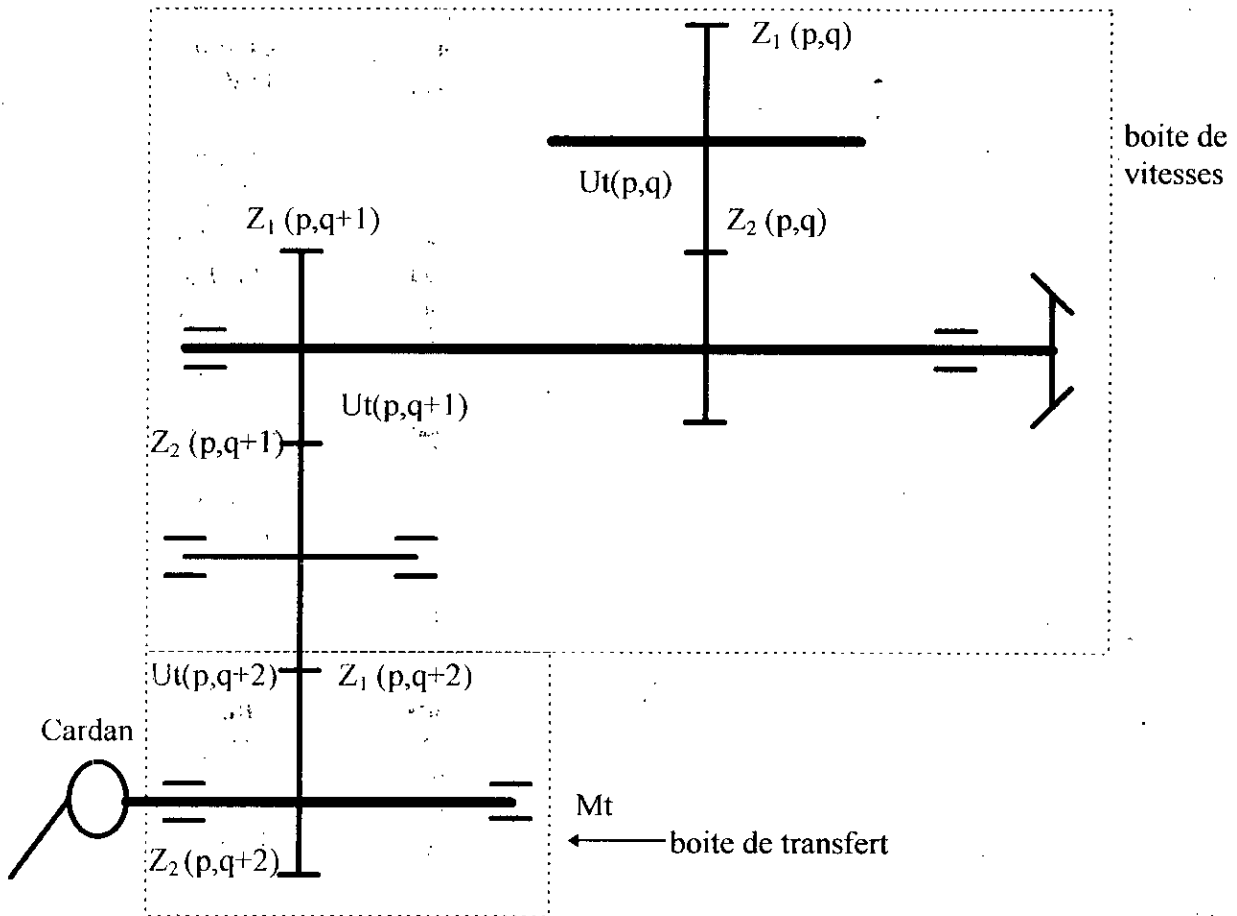 Z₁ (p,q)
boite de
vitesses
Ut(p,q)
Z₁ (p,q+1)
Z₂ (p,q)
Ut(p,q+1)
Z₂ (p,q+1)
Ut(p,q+2)
Z₁ (p,q+2)
Cardan
Mt
boite de transfert
Z₂ (p,q+2)